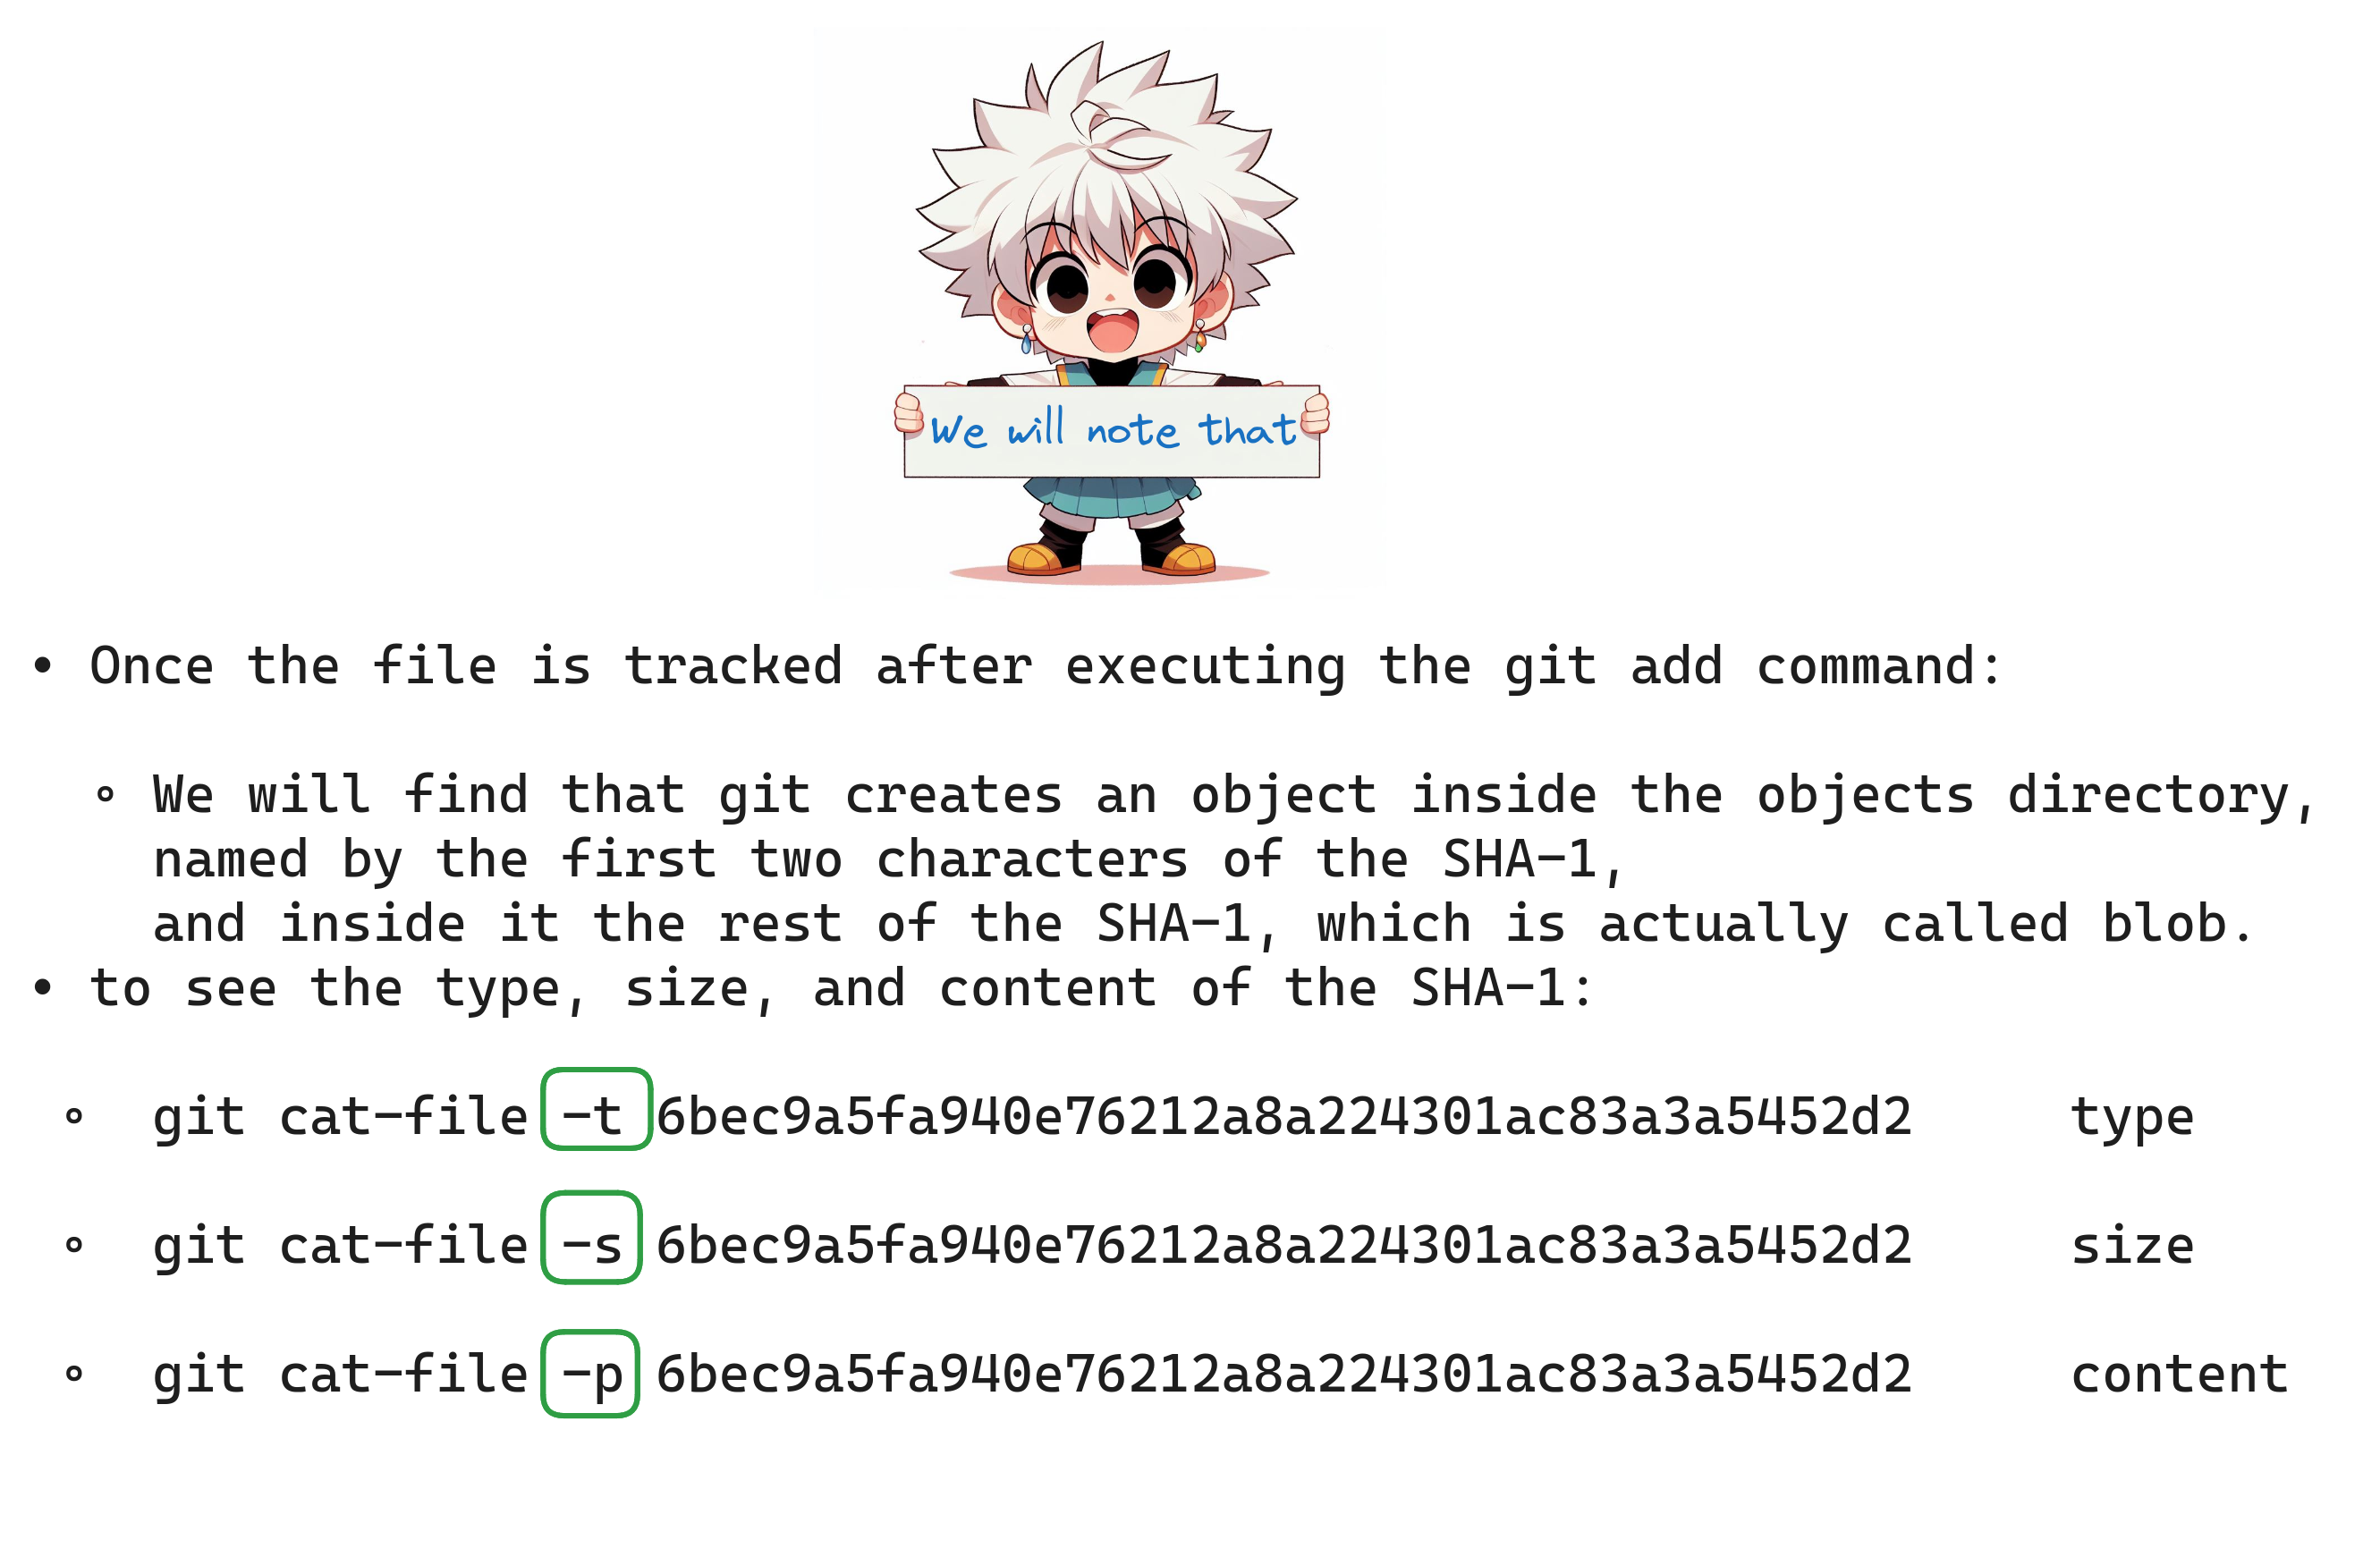 We will note that
• Once the file is tracked after executing the git add command:
∘ We will find that git creates an object inside the objects directory,
named by the first two characters of the SHA-1,
and inside it the rest of the SHA-1, which is actually called blob.
• to see the type, size, and content of the SHA-1:
∘ git cat-file -t 6bec9a5fa940e76212a8a224301ac83a3a5452d2 type
∘ git cat-file -s 6bec9a5fa940e76212a8a224301ac83a3a5452d2 size
∘ git cat-file -p 6bec9a5fa940e76212a8a224301ac83a3a5452d2 content